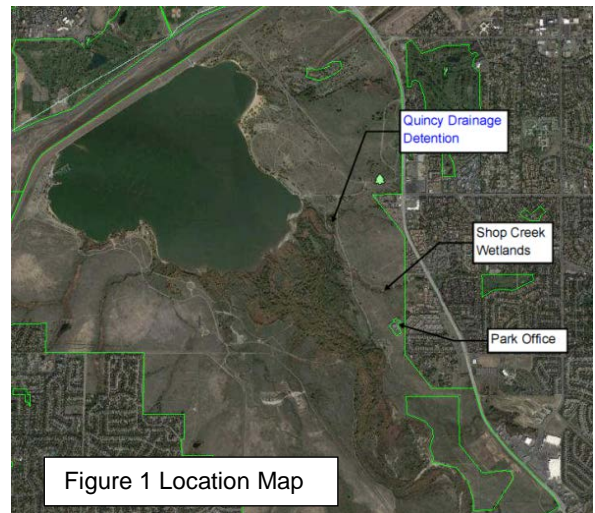 Quincy Drainage
Detention
Shop Creek
Wetlands
Park Office
Figure 1 Location Map